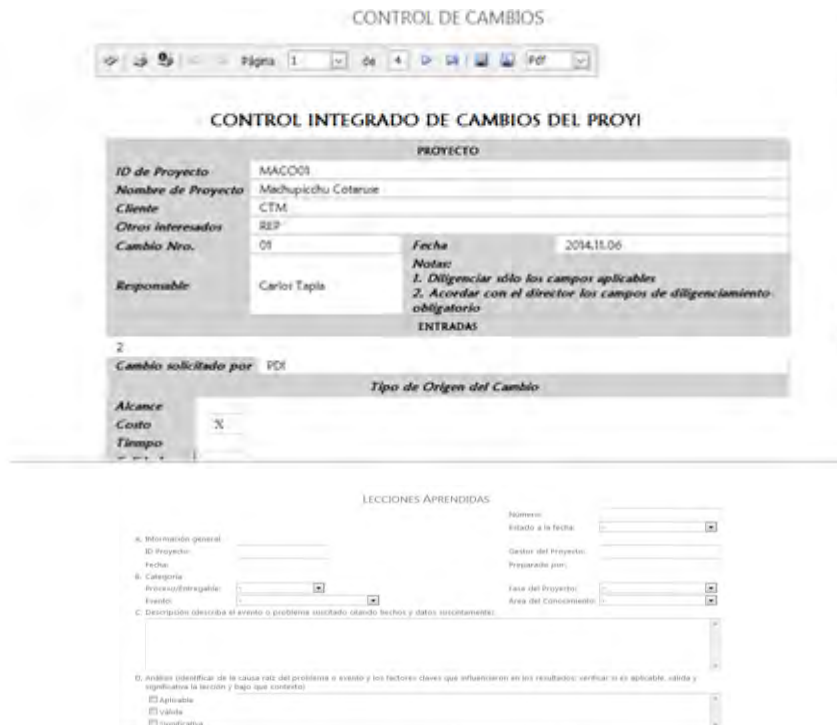 CONTROL DE CAMBIOS
Página 1 de 4 Pdf
CONTROL INTEGRADO DE CAMBIOS DEL PROYI
PROYECTO
ID de Proyecto MACO01
Nombre de Proyecto Machupicchu Cotaruse
Cliente CTM
Otros interesados REP
Cambio Nro. 01 Fecha 2014.11.06
Responsable Carlos Tapia Notas:
1. Diligenciar sólo los campos aplicables
2. Acordar con el director los campos de diligenciamiento
obligatorio
ENTRADAS
2
Cambio solicitado por PDI
Tipo de Origen del Cambio
Alcance
Costo X
Tiempo
LECCIONES APRENDIDAS
Número:
Estado a la fecha: -
A. Información general
ID Proyecto: Gestor del Proyecto:
Fecha: Preparado por:
B. Categoría
Proceso/Entregable: - Fase del Proyecto: -
Evento: - Área del Conocimiento: -
C. Descripción (describa el evento o problema suscitado citando hechos y datos sucintamente)
D. Análisis (identificar de la causa raíz del problema o evento y los factores claves que influenciaron en los resultados; verificar si es aplicable, válida y
significativa la lección y bajo que contexto)
Aplicable
Válida
Significativa